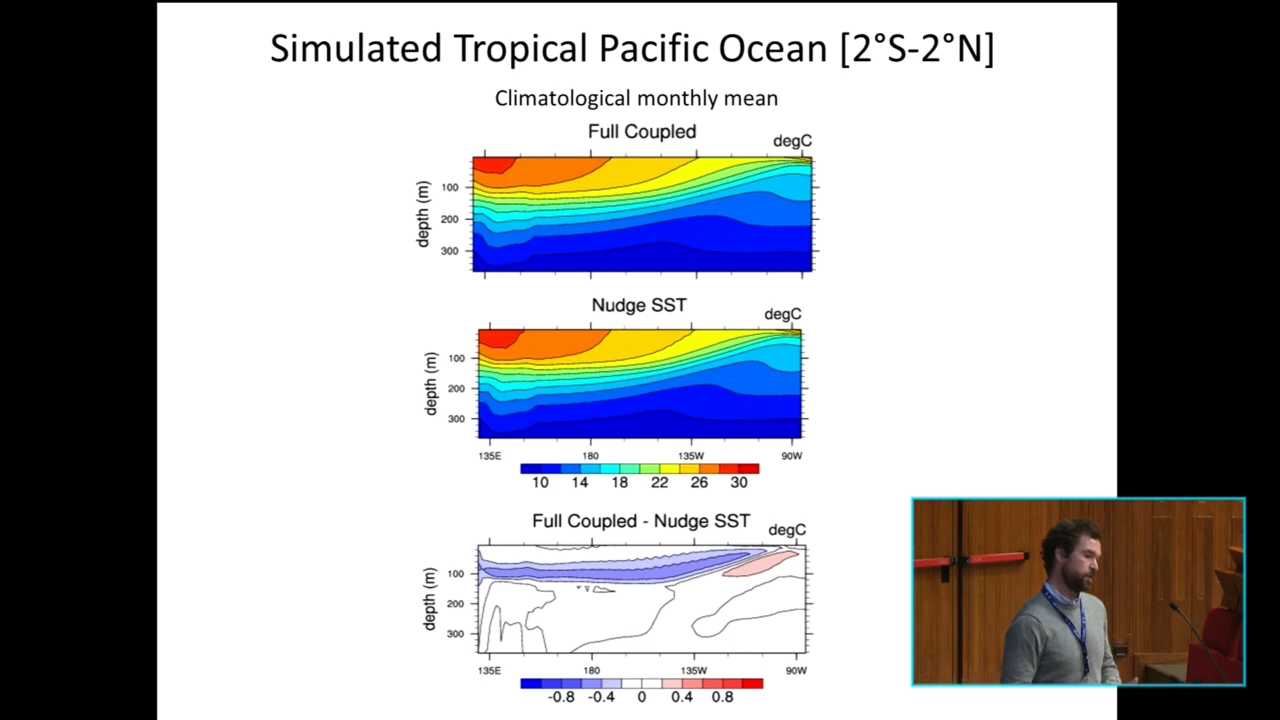 Simulated Tropical Pacific Ocean [2°S-2°N]
Climatological monthly mean
Full Coupled
degC
depth (m)
100
200
300
Nudge SST
degC
depth (m)
100
200
300
135E 180 135W 90W
10 14 18 22 26 30
Full Coupled - Nudge SST
degC
depth (m)
100
200
300
135E 180 135W 90W
-0.8 -0.4 0 0.4 0.8